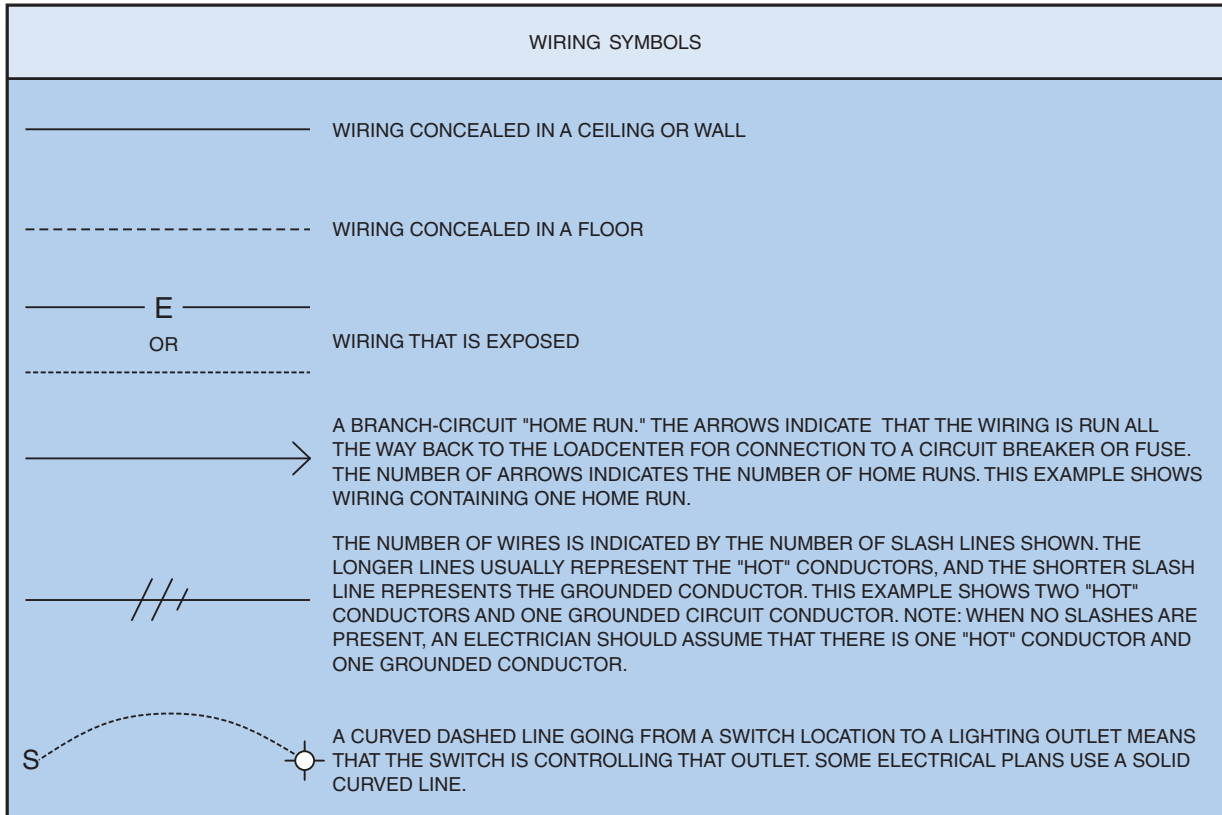 WIRING SYMBOLS
WIRING CONCEALED IN A CEILING OR WALL
WIRING CONCEALED IN A FLOOR
E
OR
WIRING THAT IS EXPOSED
A BRANCH-CIRCUIT "HOME RUN." THE ARROWS INDICATE THAT THE WIRING IS RUN ALL
THE WAY BACK TO THE LOADCENTER FOR CONNECTION TO A CIRCUIT BREAKER OR FUSE.
THE NUMBER OF ARROWS INDICATES THE NUMBER OF HOME RUNS. THIS EXAMPLE SHOWS
WIRING CONTAINING ONE HOME RUN.
THE NUMBER OF WIRES IS INDICATED BY THE NUMBER OF SLASH LINES SHOWN. THE
LONGER LINES USUALLY REPRESENT THE "HOT" CONDUCTORS, AND THE SHORTER SLASH
LINE REPRESENTS THE GROUNDED CONDUCTOR. THIS EXAMPLE SHOWS TWO "HOT"
CONDUCTORS AND ONE GROUNDED CIRCUIT CONDUCTOR. NOTE: WHEN NO SLASHES ARE
PRESENT, AN ELECTRICIAN SHOULD ASSUME THAT THERE IS ONE "HOT" CONDUCTOR AND
ONE GROUNDED CONDUCTOR.
S
A CURVED DASHED LINE GOING FROM A SWITCH LOCATION TO A LIGHTING OUTLET MEANS
THAT THE SWITCH IS CONTROLLING THAT OUTLET. SOME ELECTRICAL PLANS USE A SOLID
CURVED LINE.